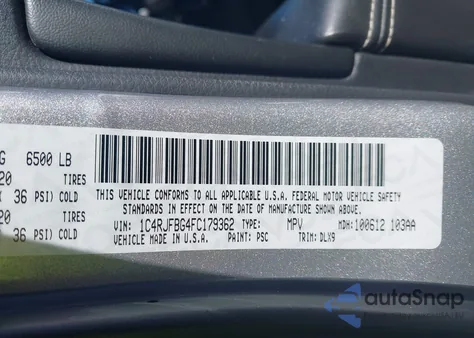 G 6500 LB
20 TIRES
36 PSI) COLD
20 TIRES
36 PSI) COLD
THIS VEHICLE CONFORMS TO ALL APPLICABLE U.S.A. FEDERAL MOTOR VEHICLE SAFETY
STANDARDS IN EFFECT ON THE DATE OF MANUFACTURE SHOWN ABOVE.
VIN: 1C4RJFBG4FC179362 TYPE: MPV MDH: 100612 103AA
VEHICLE MADE IN U.S.A. PAINT: PSC TRIM: DLX9
autoSnap